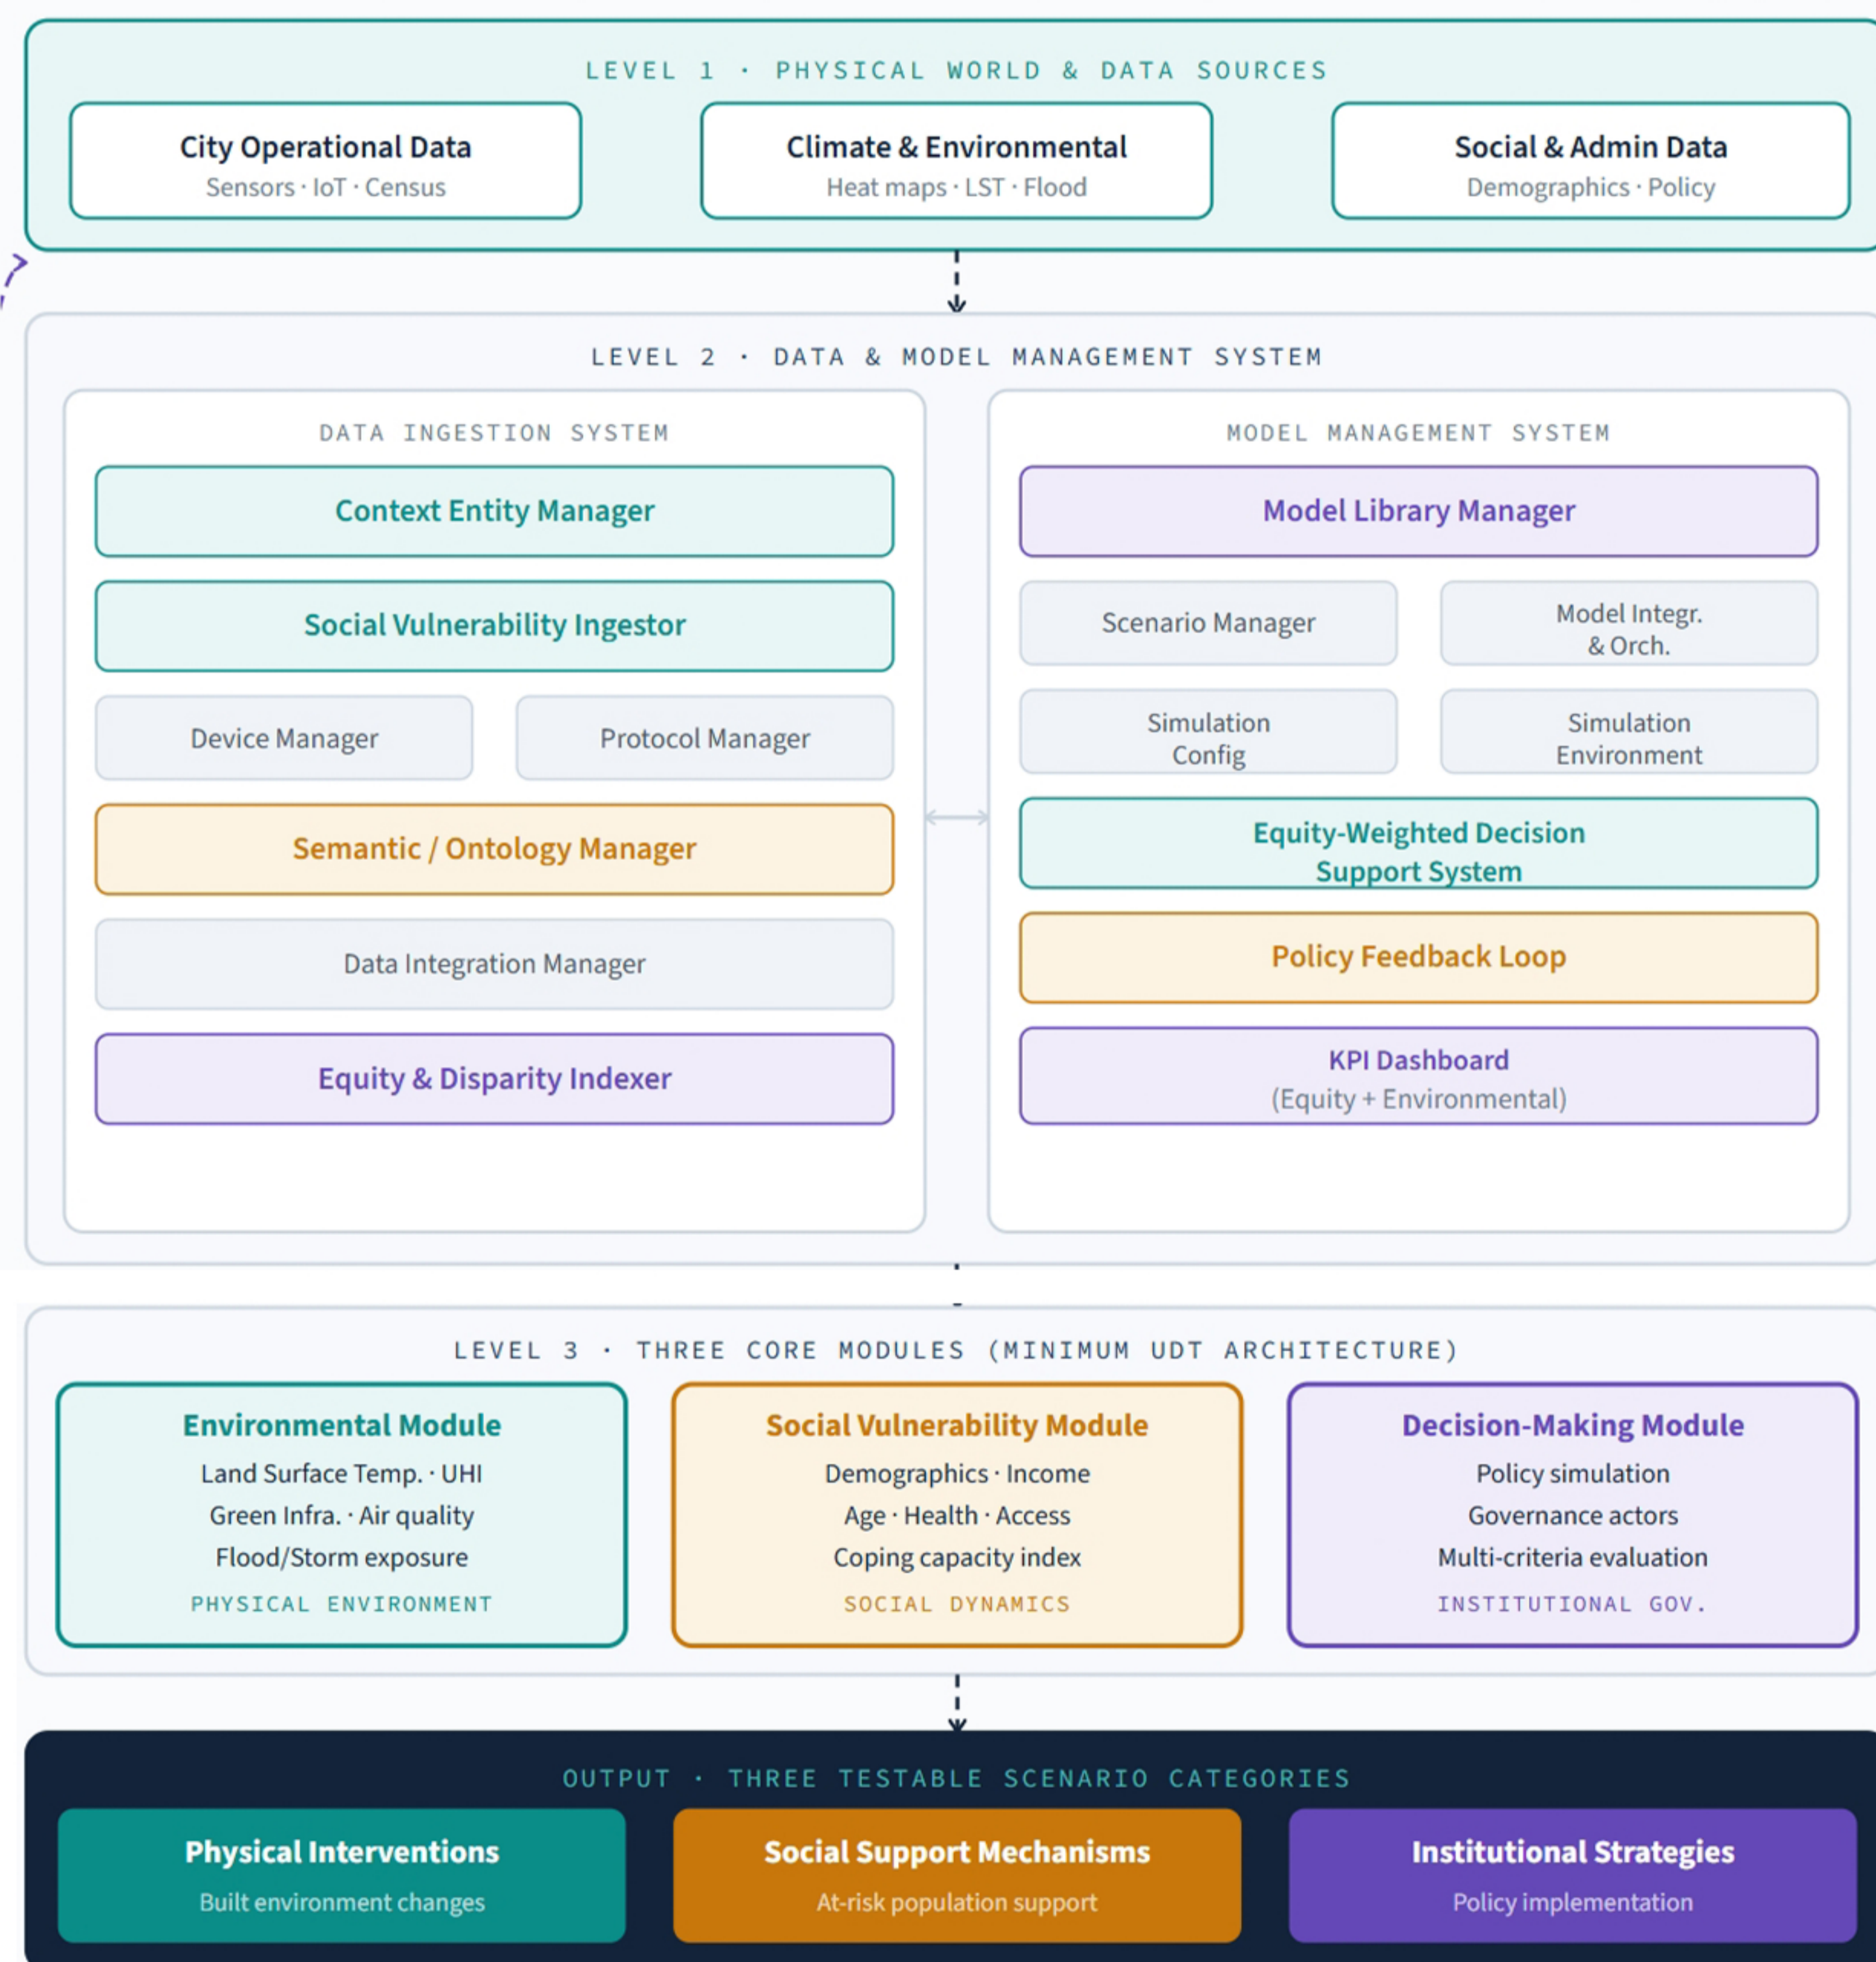 LEVEL 1 · PHYSICAL WORLD & DATA SOURCES
City Operational Data
Sensors · IoT · Census
Climate & Environmental
Heat maps · LST · Flood
Social & Admin Data
Demographics · Policy
LEVEL 2 · DATA & MODEL MANAGEMENT SYSTEM
DATA INGESTION SYSTEM
Context Entity Manager
Social Vulnerability Ingestor
Device Manager
Protocol Manager
Semantic / Ontology Manager
Data Integration Manager
Equity & Disparity Indexer
MODEL MANAGEMENT SYSTEM
Model Library Manager
Scenario Manager
Model Integr.
& Orch.
Simulation
Config
Simulation
Environment
Equity-Weighted Decision
Support System
Policy Feedback Loop
KPI Dashboard
(Equity + Environmental)
LEVEL 3 · THREE CORE MODULES (MINIMUM UDT ARCHITECTURE)
Environmental Module
Land Surface Temp. · UHI
Green Infra. · Air quality
Flood/Storm exposure
PHYSICAL ENVIRONMENT
Social Vulnerability Module
Demographics · Income
Age · Health · Access
Coping capacity index
SOCIAL DYNAMICS
Decision-Making Module
Policy simulation
Governance actors
Multi-criteria evaluation
INSTITUTIONAL GOV.
OUTPUT · THREE TESTABLE SCENARIO CATEGORIES
Physical Interventions
Built environment changes
Social Support Mechanisms
At-risk population support
Institutional Strategies
Policy implementation